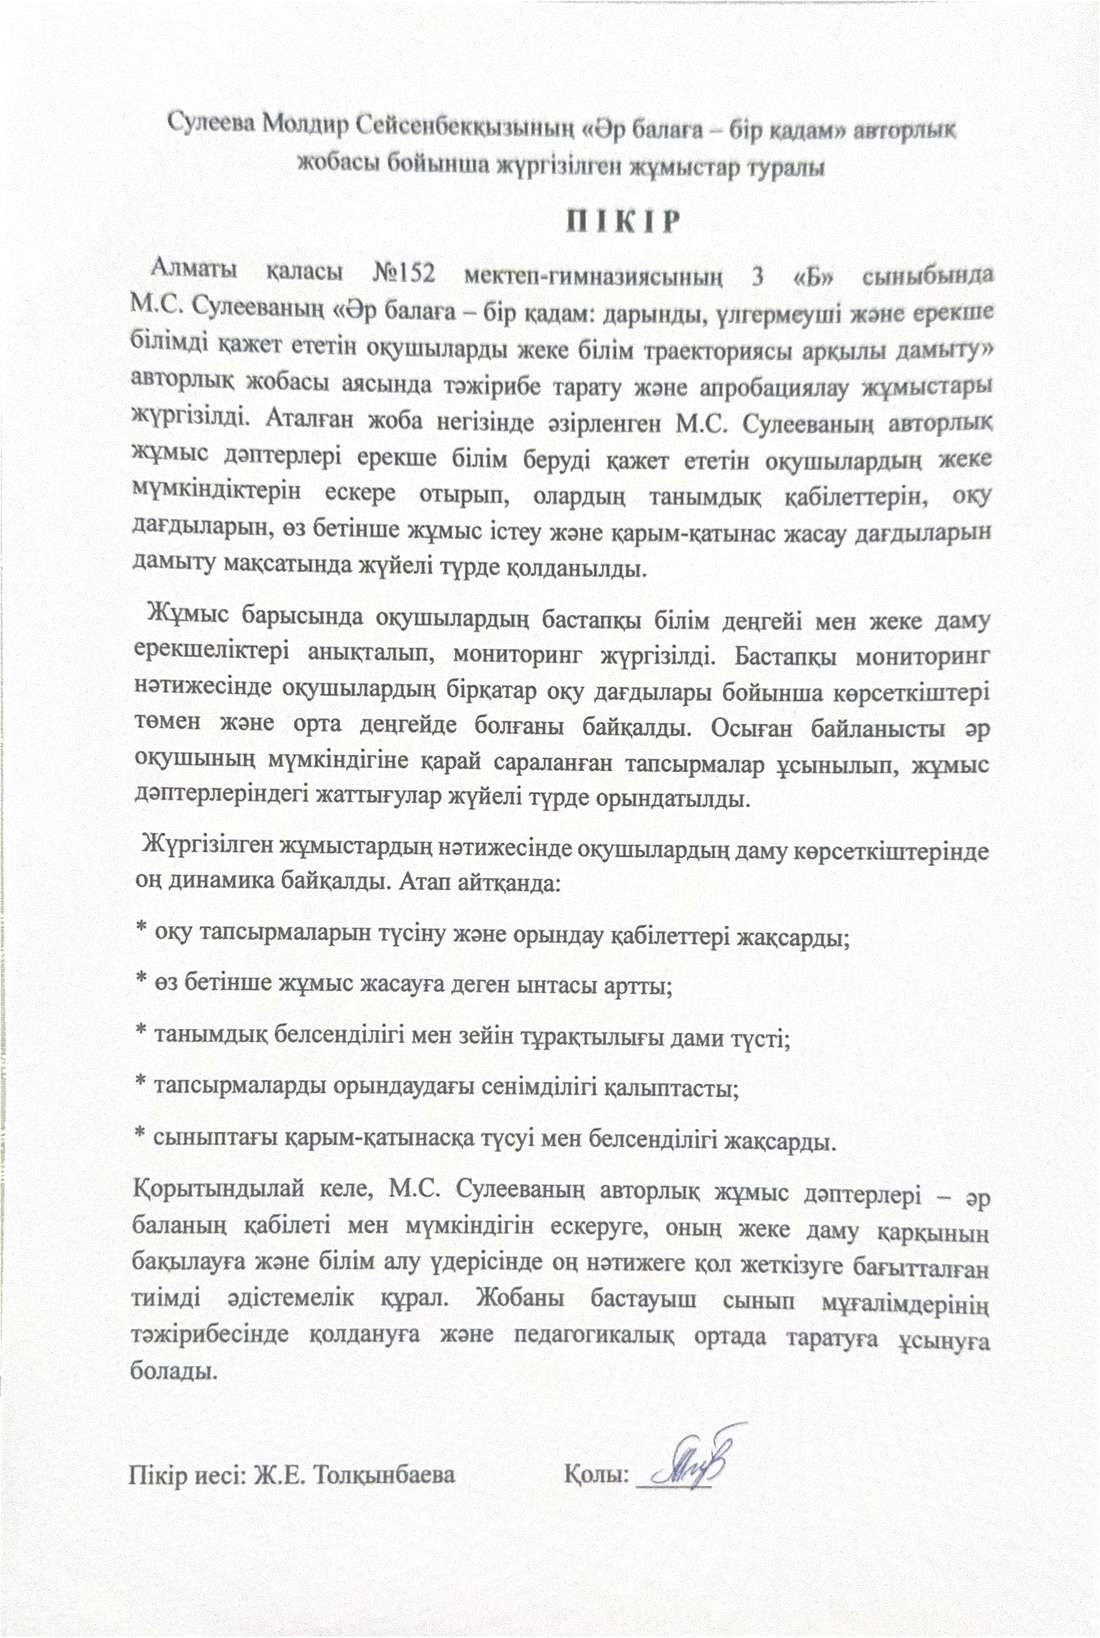 Сулеева Молдир Сейсенбекқызының «Әр балаға – бір қадам» авторлық
жобасы бойынша жүргізілген жұмыстар туралы
П І К І Р
Алматы қаласы №152 мектеп-гимназиясының 3 «Б» сыныбында
М.С. Сулееваның «Әр балаға – бір қадам: дарынды, үлгермеуші және ерекше
білімді қажет ететін оқушыларды жеке білім траекториясы арқылы дамыту»
авторлық жобасы аясында тәжірибе тарату және апробациялау жұмыстары
жүргізілді. Аталған жоба негізінде әзірленген М.С. Сулееваның авторлық
жұмыс дәптерлері ерекше білім беруді қажет ететін оқушылардың жеке
мүмкіндіктерін ескере отырып, олардың танымдық қабілеттерін, оқу
дағдыларын, өз бетінше жұмыс істеу және қарым-қатынас жасау дағдыларын
дамыту мақсатында жүйелі түрде қолданылды.
Жұмыс барысында оқушылардың бастапқы білім деңгейі мен жеке даму
ерекшеліктері анықталып, мониторинг жүргізілді. Бастапқы мониторинг
нәтижесінде оқушылардың бірқатар оқу дағдылары бойынша көрсеткіштері
төмен және орта деңгейде болғаны байқалды. Осыған байланысты әр
оқушының мүмкіндігіне қарай сараланған тапсырмалар ұсынылып, жұмыс
дәптерлеріндегі жаттығулар жүйелі түрде орындатылды.
Жүргізілген жұмыстардың нәтижесінде оқушылардың даму көрсеткіштерінде
оң динамика байқалды. Атап айтқанда:
* оқу тапсырмаларын түсіну және орындау қабілеттері жақсарды;
* өз бетінше жұмыс жасауға деген ынтасы артты;
* танымдық белсенділігі мен зейін тұрақтылығы дами түсті;
* тапсырмаларды орындаудағы сенімділігі қалыптасты;
* сыныптағы қарым-қатынасқа түсуі мен белсенділігі жақсарды.
Қорытындылай келе, М.С. Сулееваның авторлық жұмыс дәптерлері – әр
баланың қабілеті мен мүмкіндігін ескеруге, оның жеке даму қарқынын
бақылауға және білім алу үдерісінде оң нәтижеге қол жеткізуге бағытталған
тиімді әдістемелік құрал. Жобаны бастауыш сынып мұғалімдерінің
тәжірибесінде қолдануға және педагогикалық ортада таратуға ұсынуға
болады.
Пікір иесі: Ж.Е. Толқынбаева Қолы: